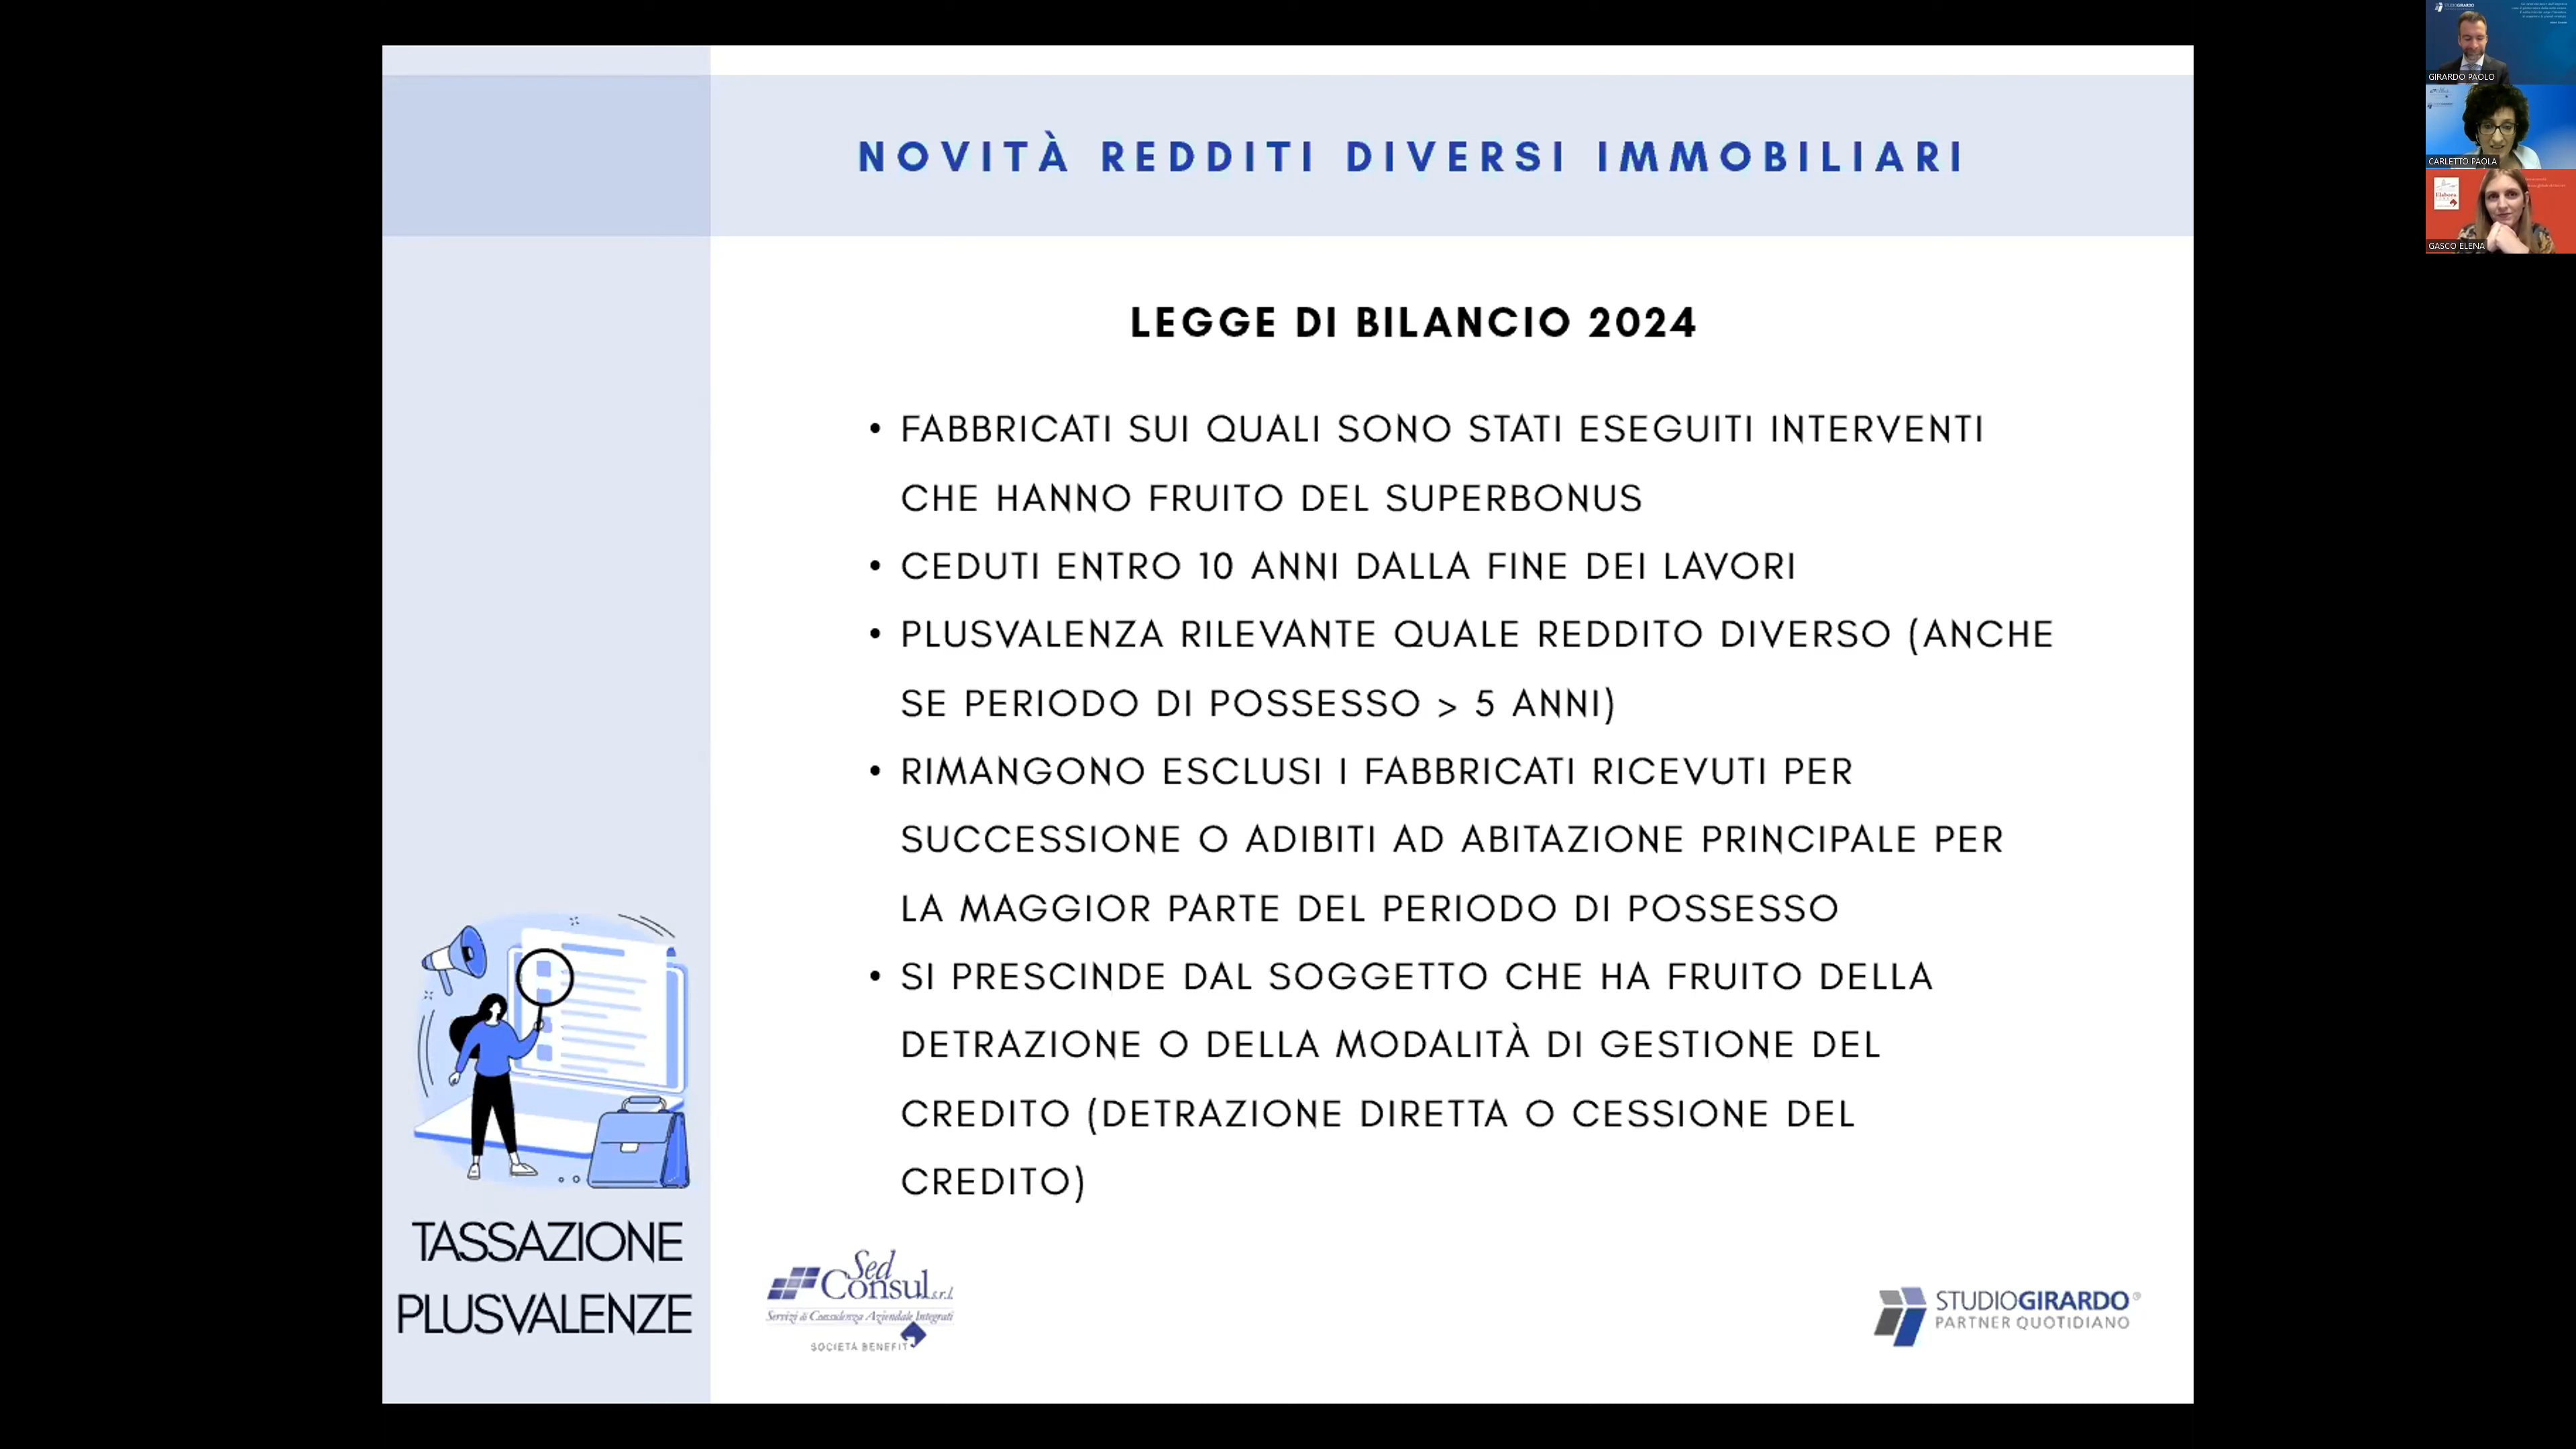 NOVITÀ REDDITI DIVERSI IMMOBILIARI
LEGGE DI BILANCIO 2024
• FABBRICATI SUI QUALI SONO STATI ESEGUITI INTERVENTI
CHE HANNO FRUITO DEL SUPERBONUS
• CEDUTI ENTRO 10 ANNI DALLA FINE DEI LAVORI
• PLUSVALENZA RILEVANTE QUALE REDDITO DIVERSO (ANCHE
SE PERIODO DI POSSESSO > 5 ANNI)
• RIMANGONO ESCLUSI I FABBRICATI RICEVUTI PER
SUCCESSIONE O ADIBITI AD ABITAZIONE PRINCIPALE PER
LA MAGGIOR PARTE DEL PERIODO DI POSSESSO
• SI PRESCINDE DAL SOGGETTO CHE HA FRUITO DELLA
DETRAZIONE O DELLA MODALITÀ DI GESTIONE DEL
CREDITO (DETRAZIONE DIRETTA O CESSIONE DEL
CREDITO)
TASSAZIONE
PLUSVALENZE
Sed
Consul s.r.l.
Servizi di Consulenza Aziendale Integrati
SOCIETÀ BENEFIT
STUDIOGIRARDO®
PARTNER QUOTIDIANO
STUDIOGIRARDO
GIRARDO PAOLO
CARLETTO PAOLA
Elabora
GASCO ELENA